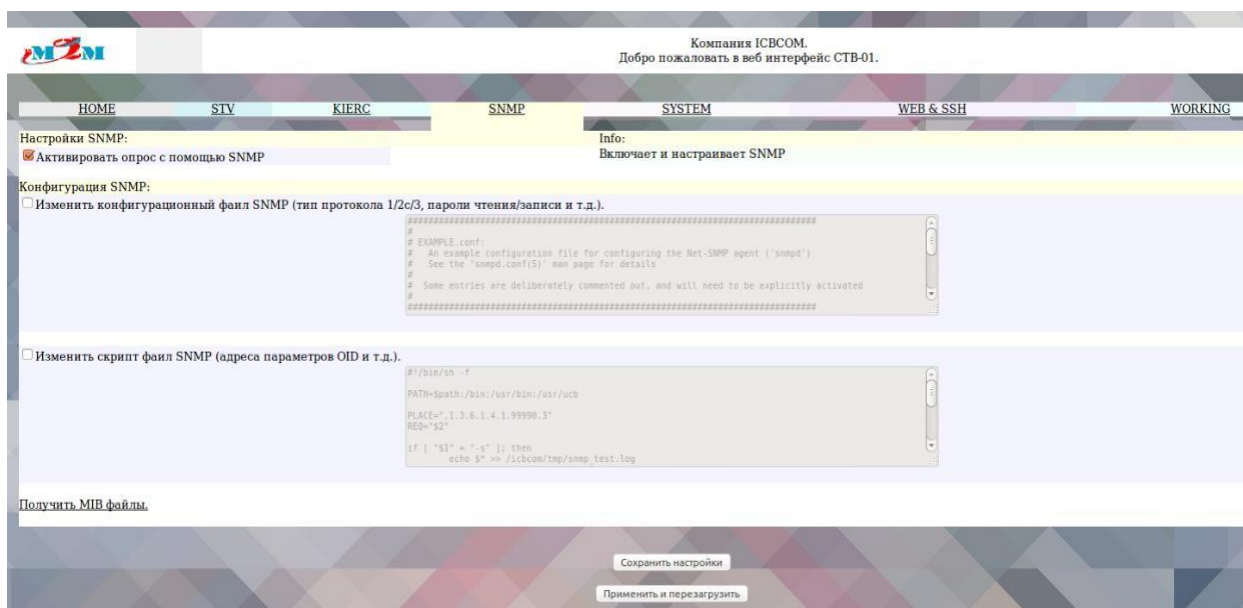 M2M
Компания ICBCOM.
Добро пожаловать в веб интерфейс СТВ-01.
HOME STV KIERC SNMP SYSTEM WEB & SSH WORKING
Настройки SNMP: Info:
Активировать опрос с помощью SNMP Включает и настраивает SNMP
Конфигурация SNMP:
Изменить конфигурационный фаил SNMP (тип протокола 1/2c/3, пароли чтения/записи и т.д.).
###############################################################################
#
# EXAMPLE.conf:
#   An example configuration file for configuring the Net-SNMP agent ('snmpd')
#   See the 'snmpd.conf(5)' man page for details
#
#  Some entries are deliberately commented out, and will need to be explicitly activated
#
###############################################################################
Изменить скрипт фаил SNMP (адреса параметров OID и т.д.).
#!/bin/sh -f
PATH=$path:/bin:/usr/bin:/usr/ucb
PLACE=".1.3.6.1.4.1.99990.3"
REQ="$2"
if [ "$1" = "-s" ]; then
echo $* >> /icbcom/tmp/snmp_test.log
Получить MIB файлы.
Сохранить настройки
Применить и перезагрузить